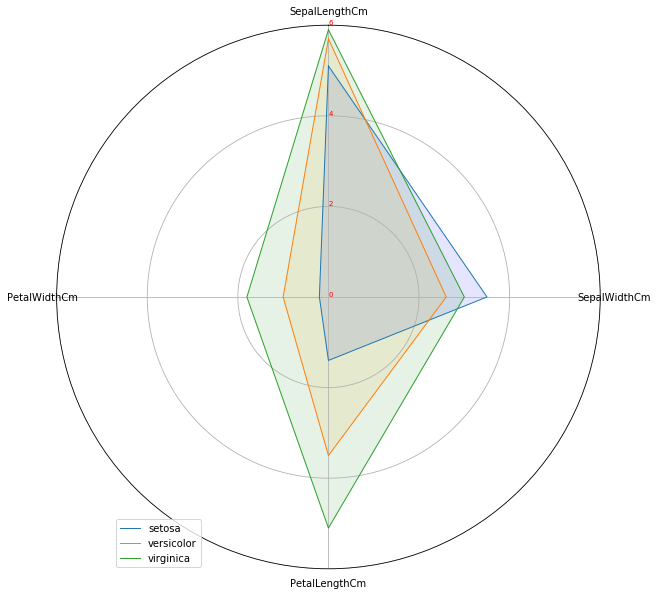 SepalLengthCm
6
4
2
0
PetalWidthCm
SepalWidthCm
setosa
versicolor
virginica
PetalLengthCm